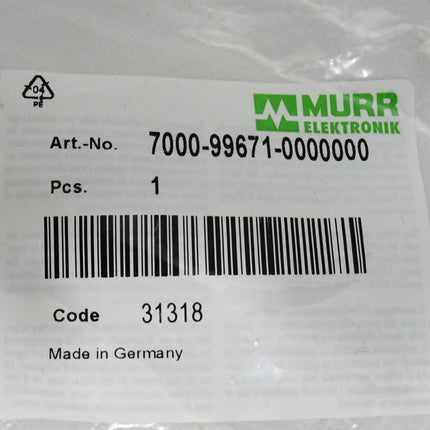 04
PE
MURR
ELEKTRONIK
Art.-No. 7000-99671-0000000
Pcs. 1
Code 31318
Made in Germany